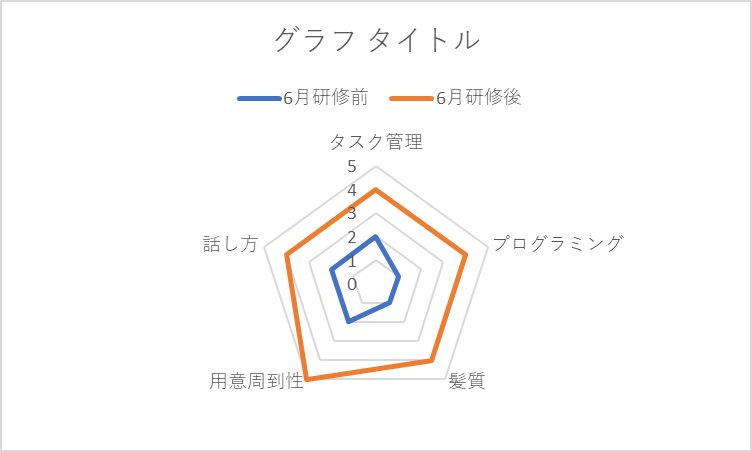 グラフ タイトル
6月研修前 6月研修後
タスク管理
5
4
3
2
1
0
話し方
プログラミング
用意周到性
髪質